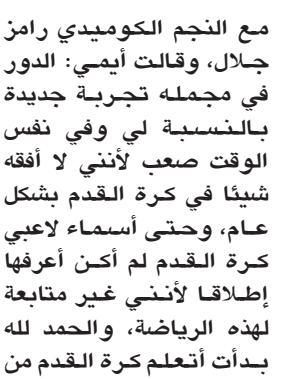 مع النجم الكوميدي رامز
جلال، وقالت أيمي: الدور
في مجمله تجربة جديدة
بالنسبة لي وفي نفس
الوقت صعب لأنني لا أفقه
شيئا في كرة القدم بشكل
عام، وحتى أسماء لاعبي
كرة القدم لم أكن أعرفها
إطلاقا لأنني غير متابعة
لهذه الرياضة، والحمد لله
بدأت أتعلم كرة القدم من